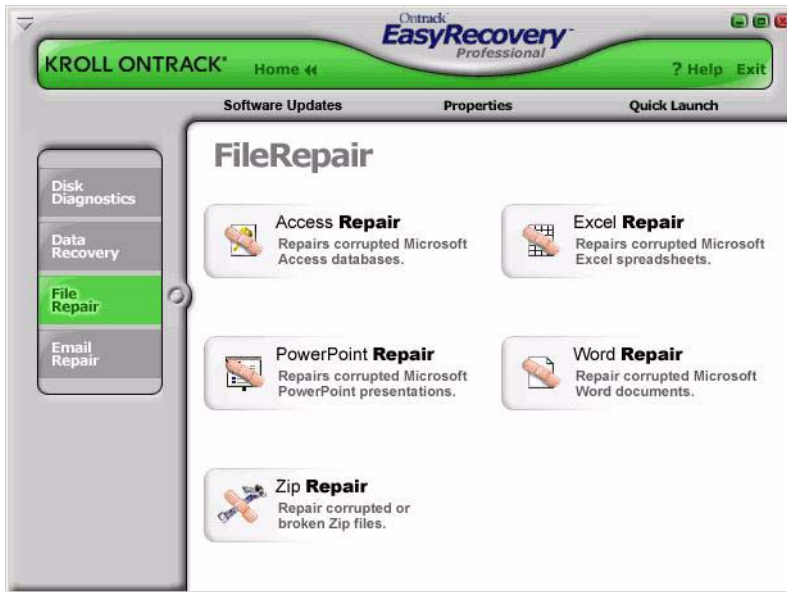 Ontrack®
EasyRecovery™
Professional
KROLL ONTRACK®
Home
? Help Exit
Software Updates Properties Quick Launch
FileRepair
Disk
Diagnostics
Data
Recovery
File
Repair
Email
Repair
Access Repair
Repairs corrupted Microsoft
Access databases.
Excel Repair
Repairs corrupted Microsoft
Excel spreadsheets.
PowerPoint Repair
Repairs corrupted Microsoft
PowerPoint presentations.
Word Repair
Repair corrupted Microsoft
Word documents.
Zip Repair
Repair corrupted or
broken Zip files.